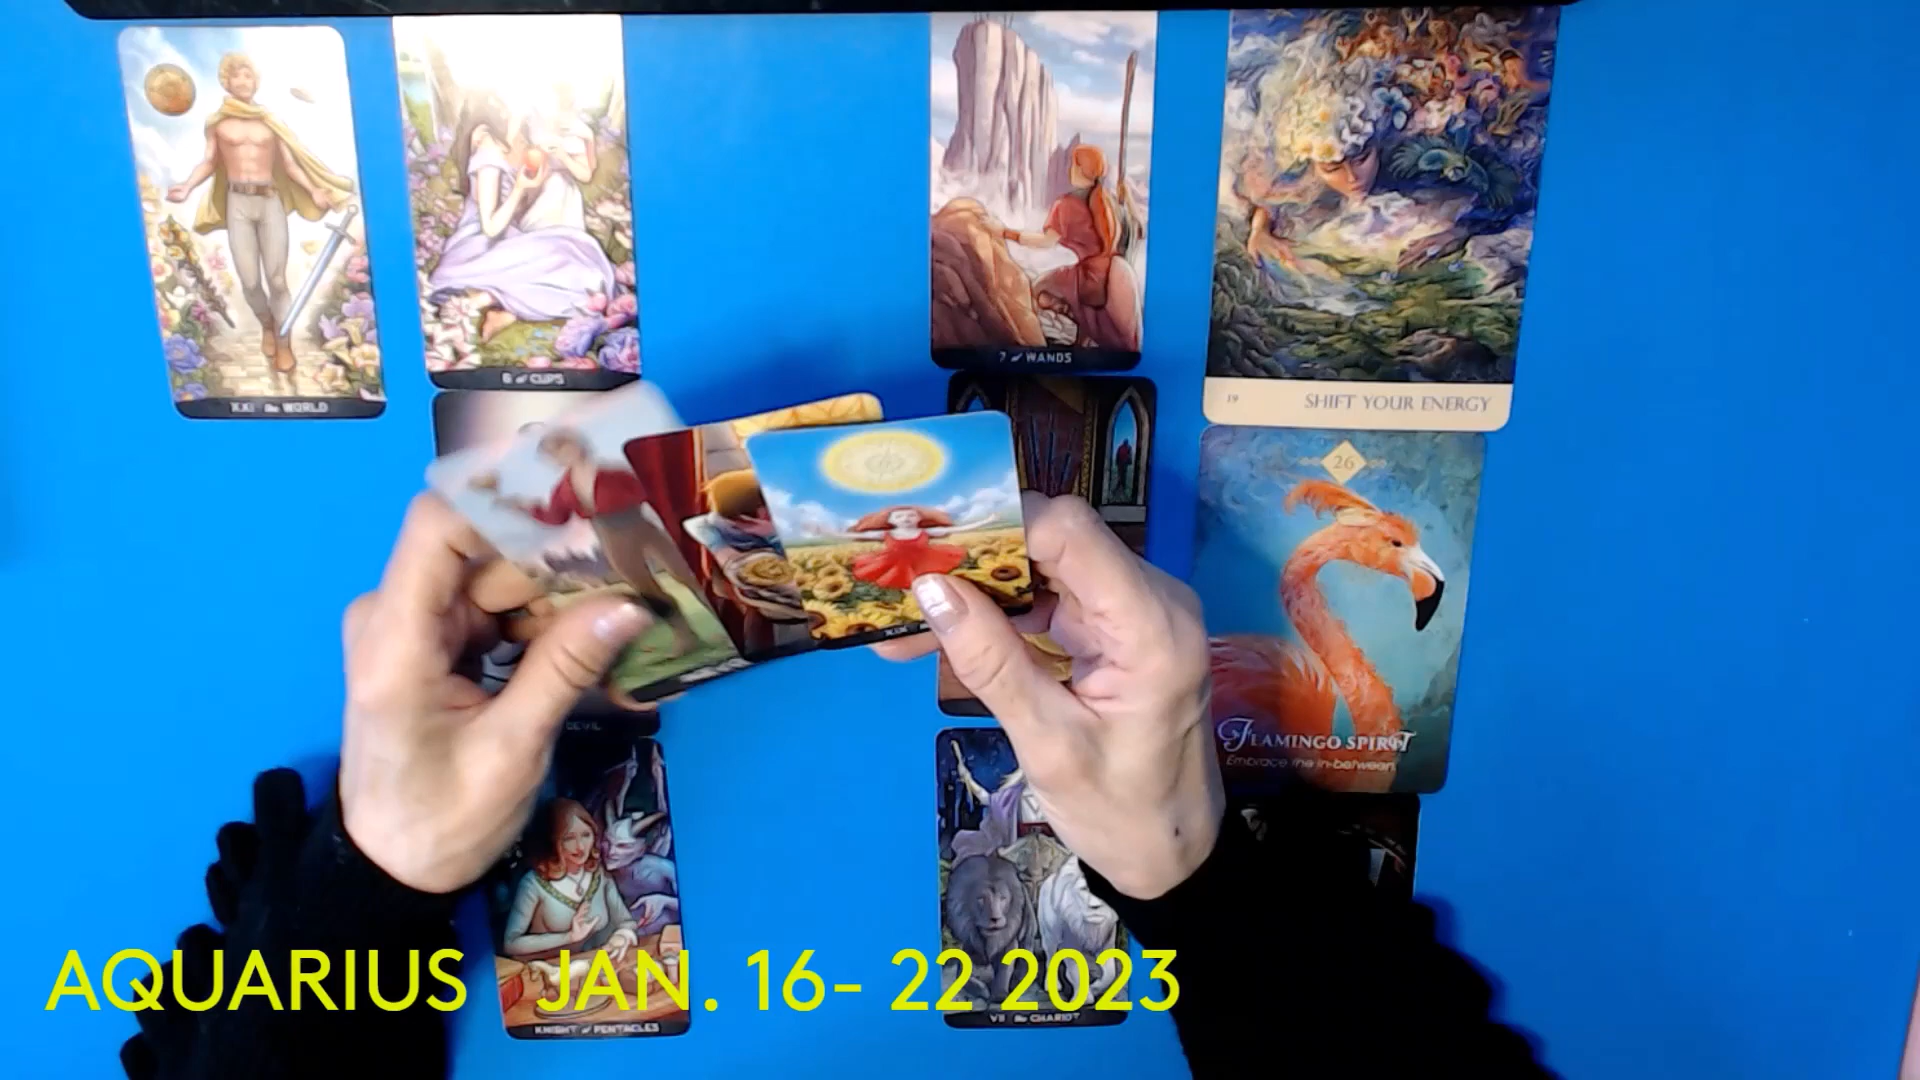 XXI the WORLD
6 of CUPS
7 of WANDS
19 SHIFT YOUR ENERGY
26
XIX
FLAMINGO SPIRIT
Embrace the in-between
DEVIL
KNIGHT of PENTACLES
VII the CHARIOT
AQUARIUS JAN. 16- 22 2023